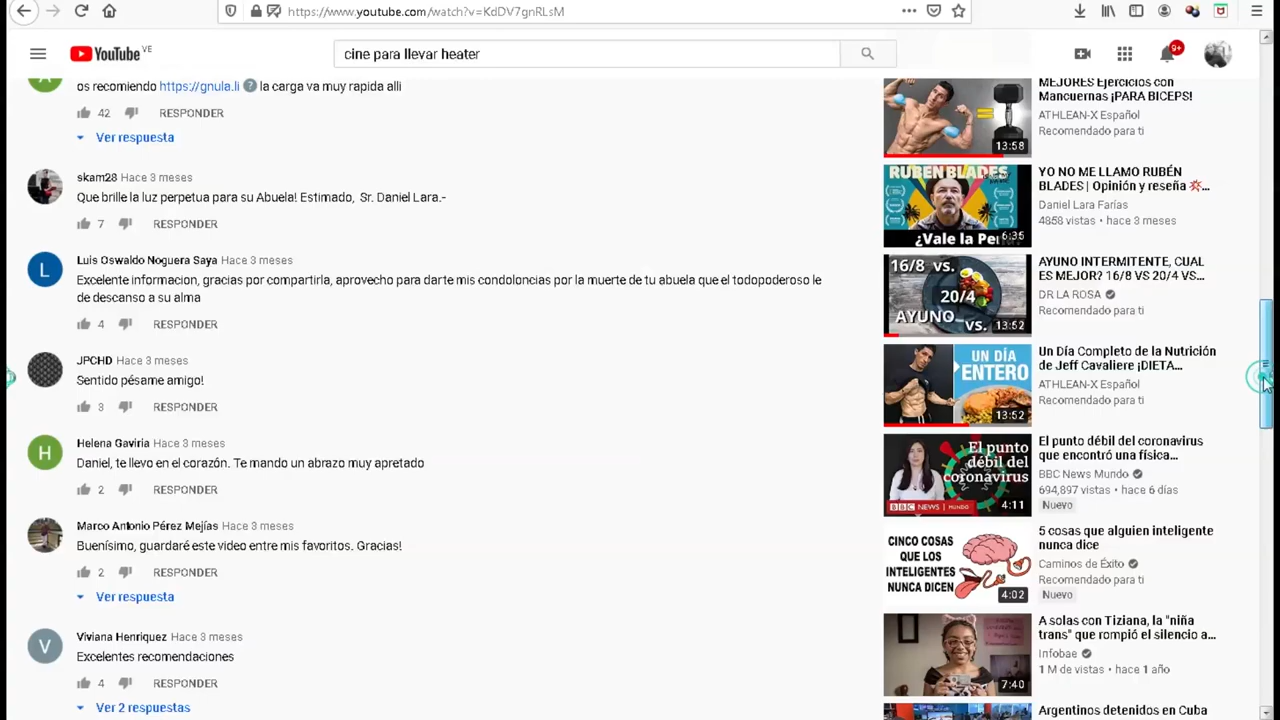 https://www.youtube.com/watch?v=KdDV7gnRLsM
YouTube VE
cine para llevar heater
9+
os recomiendo https://gnula.li ? la carga va muy rapida alli
42 RESPONDER
Ver respuesta
skam28 Hace 3 meses
Que brille la luz perpetua para su Abuela! Estimado, Sr. Daniel Lara.-
7 RESPONDER
L
Luis Oswaldo Noguera Saya Hace 3 meses
Excelente informacion, gracias por compartirla, aprovecho para darte mis condoloncias por la muerte de tu abuela que el todopoderoso le
de descanso a su alma
4 RESPONDER
JPCHD Hace 3 meses
Sentido pésame amigo!
3 RESPONDER
H
Helena Gaviria Hace 3 meses
Daniel, te llevo en el corazón. Te mando un abrazo muy apretado
2 RESPONDER
Marco Antonio Pérez Mejías Hace 3 meses
Buenísimo, guardaré este video entre mis favoritos. Gracias!
2 RESPONDER
Ver respuesta
V
Viviana Henriquez Hace 3 meses
Excelentes recomendaciones
4 RESPONDER
Ver 2 respuestas
13:58
MEJORES Ejercicios con
Mancuernas ¡PARA BICEPS!
ATHLEAN-X Español
Recomendado para ti
RUBÉN BLADES
¿Vale la
6:35
YO NO ME LLAMO RUBÉN
BLADES | Opinión y reseña 💥...
Daniel Lara Farías
4858 vistas • hace 3 meses
16/8 vs.
20/4
AYUNO vs.
13:52
AYUNO INTERMITENTE, CUAL
ES MEJOR? 16/8 VS 20/4 VS...
DR LA ROSA
Recomendado para ti
UN DÍA
ENTERO
13:52
Un Día Completo de la Nutrición
de Jeff Cavaliere ¡DIETA...
ATHLEAN-X Español
Recomendado para ti
El punto
débil del
coronavirus
BBC NEWS | MUNDO
4:11
El punto débil del coronavirus
que encontró una física...
BBC News Mundo
694,897 vistas • hace 6 días
Nuevo
CINCO COSAS
QUE LOS
INTELIGENTES
NUNCA DICEN
4:02
5 cosas que alguien inteligente
nunca dice
Caminos de Éxito
Recomendado para ti
Nuevo
7:40
A solas con Tiziana, la "niña
trans" que rompió el silencio a...
Infobae
1 M de vistas • hace 1 año
Argentinos detenidos en Cuba